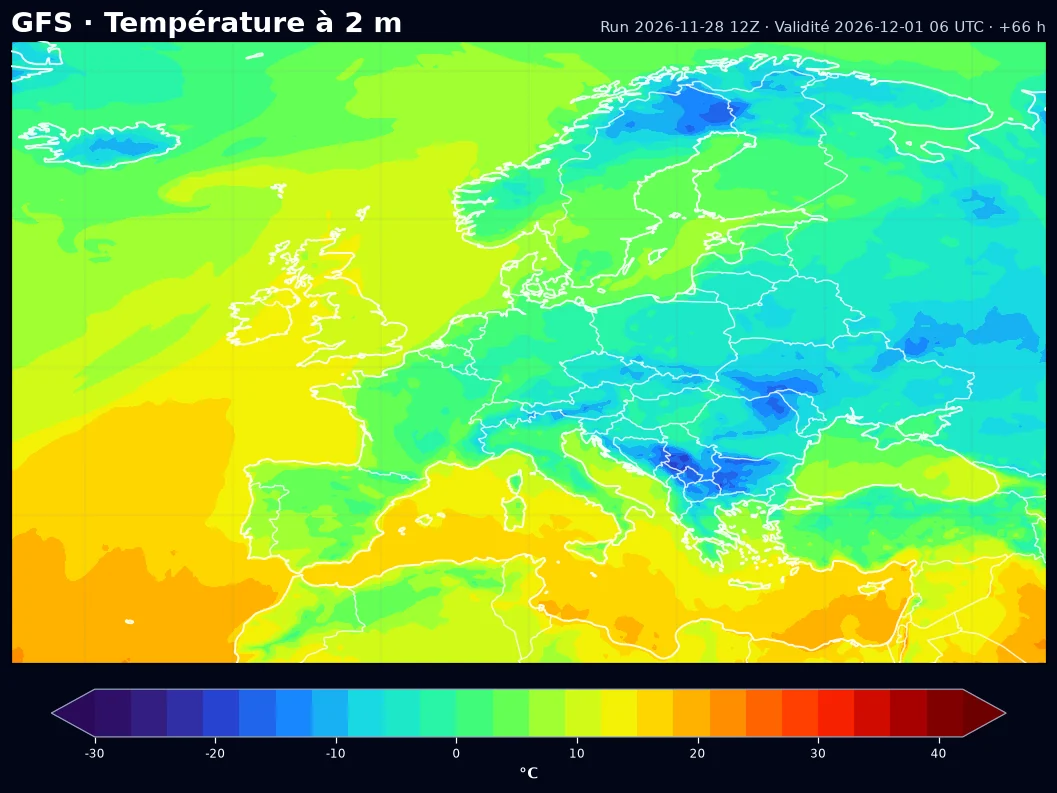 GFS · Température à 2 m
Run 2026-11-28 12Z · Validité 2026-12-01 06 UTC · +66 h
-30 -20 -10 0 10 20 30 40
°C